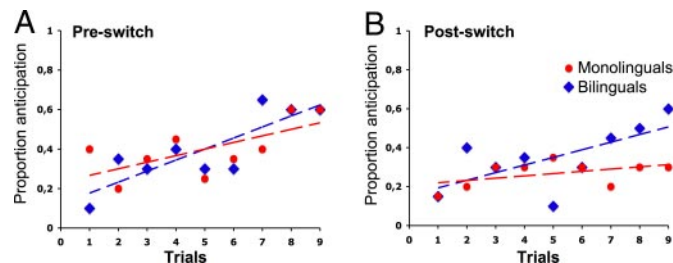 A
Pre-switch
Proportion anticipation
1
0,8
0,6
0,4
0,2
0
0 1 2 3 4 5 6 7 8 9
Trials
B
Post-switch
Monolinguals
Bilinguals
Proportion anticipation
1
0,8
0,6
0,4
0,2
0
0 1 2 3 4 5 6 7 8 9
Trials